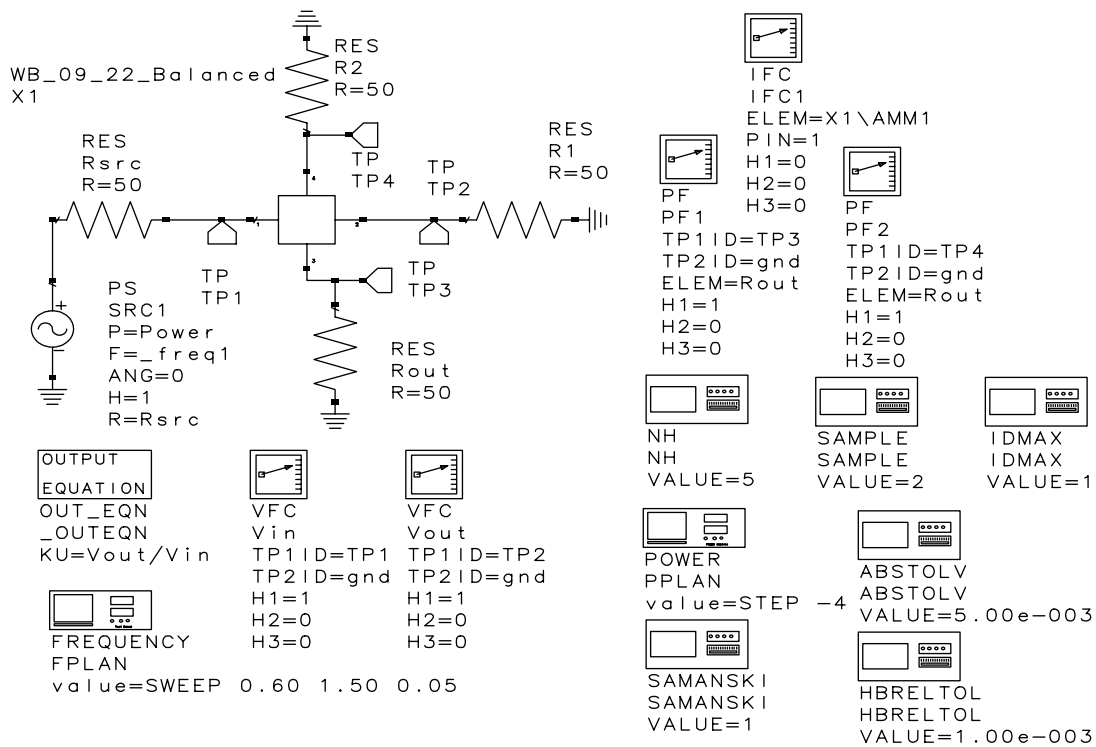 WB_09_22_Balanced
X1
RES
R2
R=50
RES
Rsrc
R=50
TP
TP4
TP
TP2
RES
R1
R=50
4
1
2
3
TP
TP1
TP
TP3
PS
SRC1
P=Power
F=_freq1
ANG=0
H=1
R=Rsrc
RES
Rout
R=50
IFC
IFC1
ELEM=X1\AMM1
PIN=1
H1=0
H2=0
H3=0
PF
PF1
TP1ID=TP3
TP2ID=gnd
ELEM=Rout
H1=1
H2=0
H3=0
PF
PF2
TP1ID=TP4
TP2ID=gnd
ELEM=Rout
H1=1
H2=0
H3=0
NH
NH
VALUE=5
SAMPLE
SAMPLE
VALUE=2
IDMAX
IDMAX
VALUE=1
OUTPUT
EQUATION
OUT_EQN
_OUTEQN
KU=Vout/Vin
VFC
Vin
TP1ID=TP1
TP2ID=gnd
H1=1
H2=0
H3=0
VFC
Vout
TP1ID=TP2
TP2ID=gnd
H1=1
H2=0
H3=0
POWER
PPLAN
value=STEP -4
ABSTOLV
ABSTOLV
VALUE=5.00e-003
FREQUENCY
FPLAN
value=SWEEP 0.60 1.50 0.05
SAMANSKI
SAMANSKI
VALUE=1
HBRELTOL
HBRELTOL
VALUE=1.00e-003